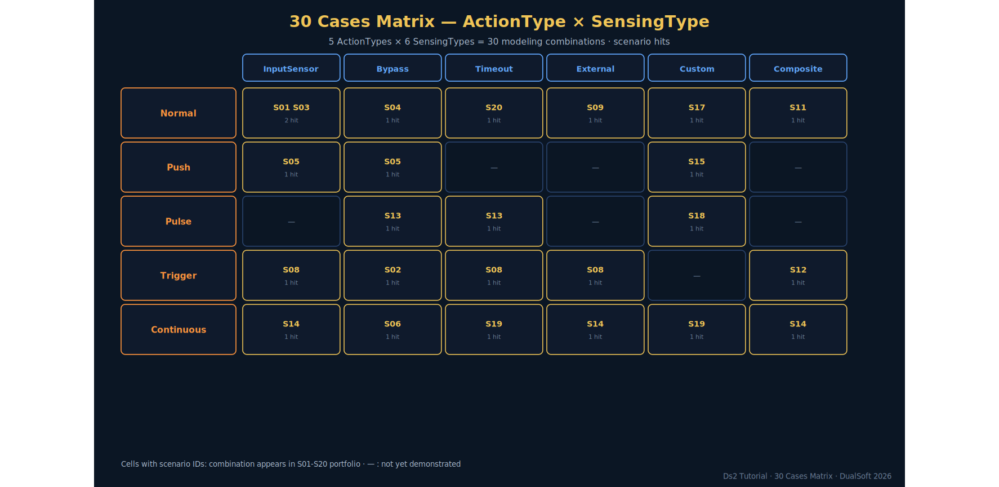 30 Cases Matrix — ActionType × SensingType
5 ActionTypes × 6 SensingTypes = 30 modeling combinations · scenario hits
InputSensor Bypass Timeout External Custom Composite
Normal
S01 S03 S04 S20 S09 S17 S11
2 hit 1 hit 1 hit 1 hit 1 hit 1 hit
Push
S05 S05 — — S15 —
1 hit 1 hit 1 hit
Pulse
— S13 S13 — S18 —
1 hit 1 hit 1 hit
Trigger
S08 S02 S08 S08 — S12
1 hit 1 hit 1 hit 1 hit 1 hit
Continuous
S14 S06 S19 S14 S19 S14
1 hit 1 hit 1 hit 1 hit 1 hit 1 hit
Cells with scenario IDs: combination appears in S01-S20 portfolio · — : not yet demonstrated
Ds2 Tutorial · 30 Cases Matrix · DualSoft 2026